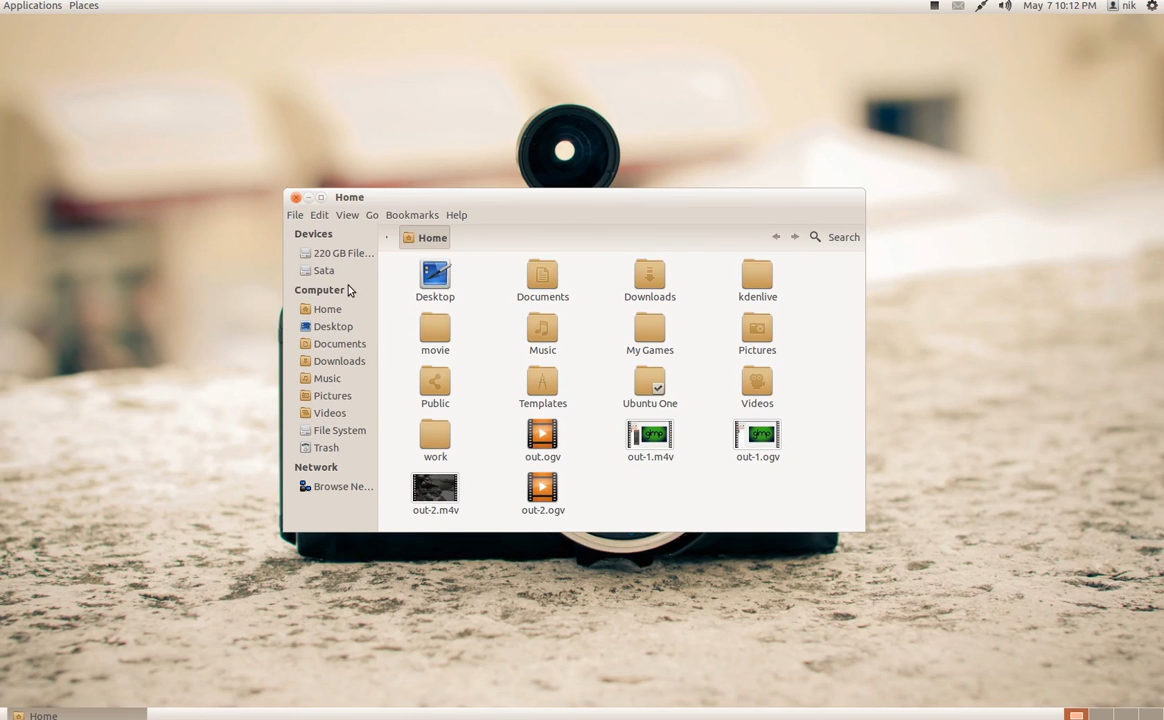 Applications Places
May 7 10:12 PM nik
Home
File Edit View Go Bookmarks Help
Devices
220 GB File...
Sata
Computer
Home
Desktop
Documents
Downloads
Music
Pictures
Videos
File System
Trash
Network
Browse Ne...
Home
Search
Desktop Documents Downloads kdenlive
movie Music My Games Pictures
Public Templates Ubuntu One Videos
work out.ogv out-1.m4v out-1.ogv
out-2.m4v out-2.ogv
gimp gimp
Home